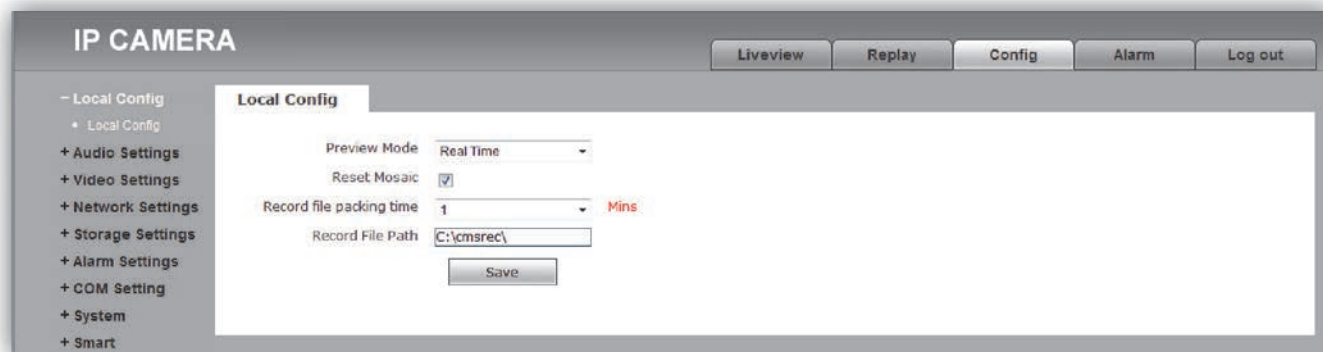 IP CAMERA
Liveview Replay Config Alarm Log out
− Local Config
• Local Config
+ Audio Settings
+ Video Settings
+ Network Settings
+ Storage Settings
+ Alarm Settings
+ COM Setting
+ System
+ Smart
Local Config
Preview Mode Real Time
Reset Mosaic
Record file packing time 1 Mins
Record File Path C:\cmsrec\
Save